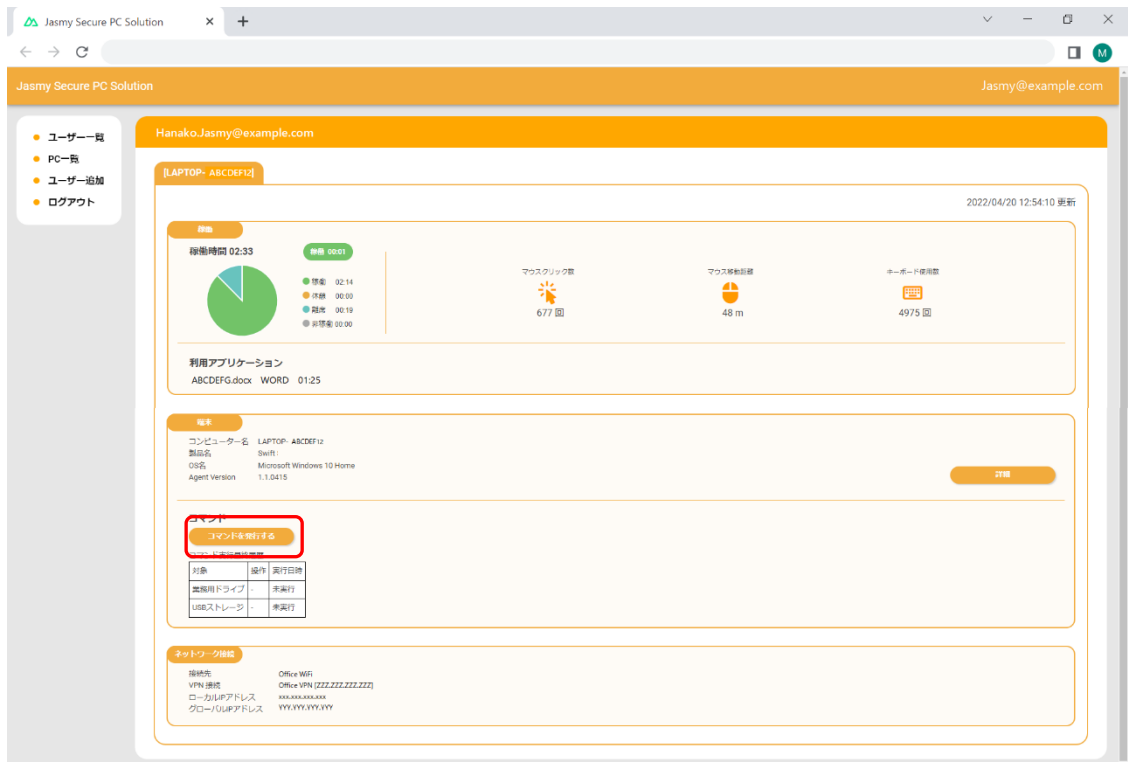 Jasmy Secure PC Solution
M
Jasmy Secure PC Solution
Jasmy@example.com
ユーザー一覧
PC一覧
ユーザー追加
ログアウト
Hanako.Jasmy@example.com
[LAPTOP- ABCDEF12]
2022/04/20 12:54:10 更新
稼働
稼働時間 02:33
稼働 00:01
稼働 02:14
休憩 00:00
離席 00:19
非稼働 00:00
マウスクリック数
677 回
マウス移動距離
48 m
キーボード使用数
4975 回
利用アプリケーション
ABCDEFG.docx WORD 01:25
端末
コンピューター名 LAPTOP- ABCDEF12
製品名 Swift
OS名 Microsoft Windows 10 Home
Agent Version 1.1.0415
詳細
コマンド
コマンドを発行する
コマンド実行最終履歴
対象 操作 実行日時
業務用ドライブ - 未実行
USBストレージ - 未実行
ネットワーク接続
接続先 Office WiFi
VPN 接続 Office VPN [ZZZ.ZZZ.ZZZ.ZZZ]
ローカルIPアドレス xxx.xxx.xxx.xxx
グローバルIPアドレス YYY.YYY.YYY.YYY